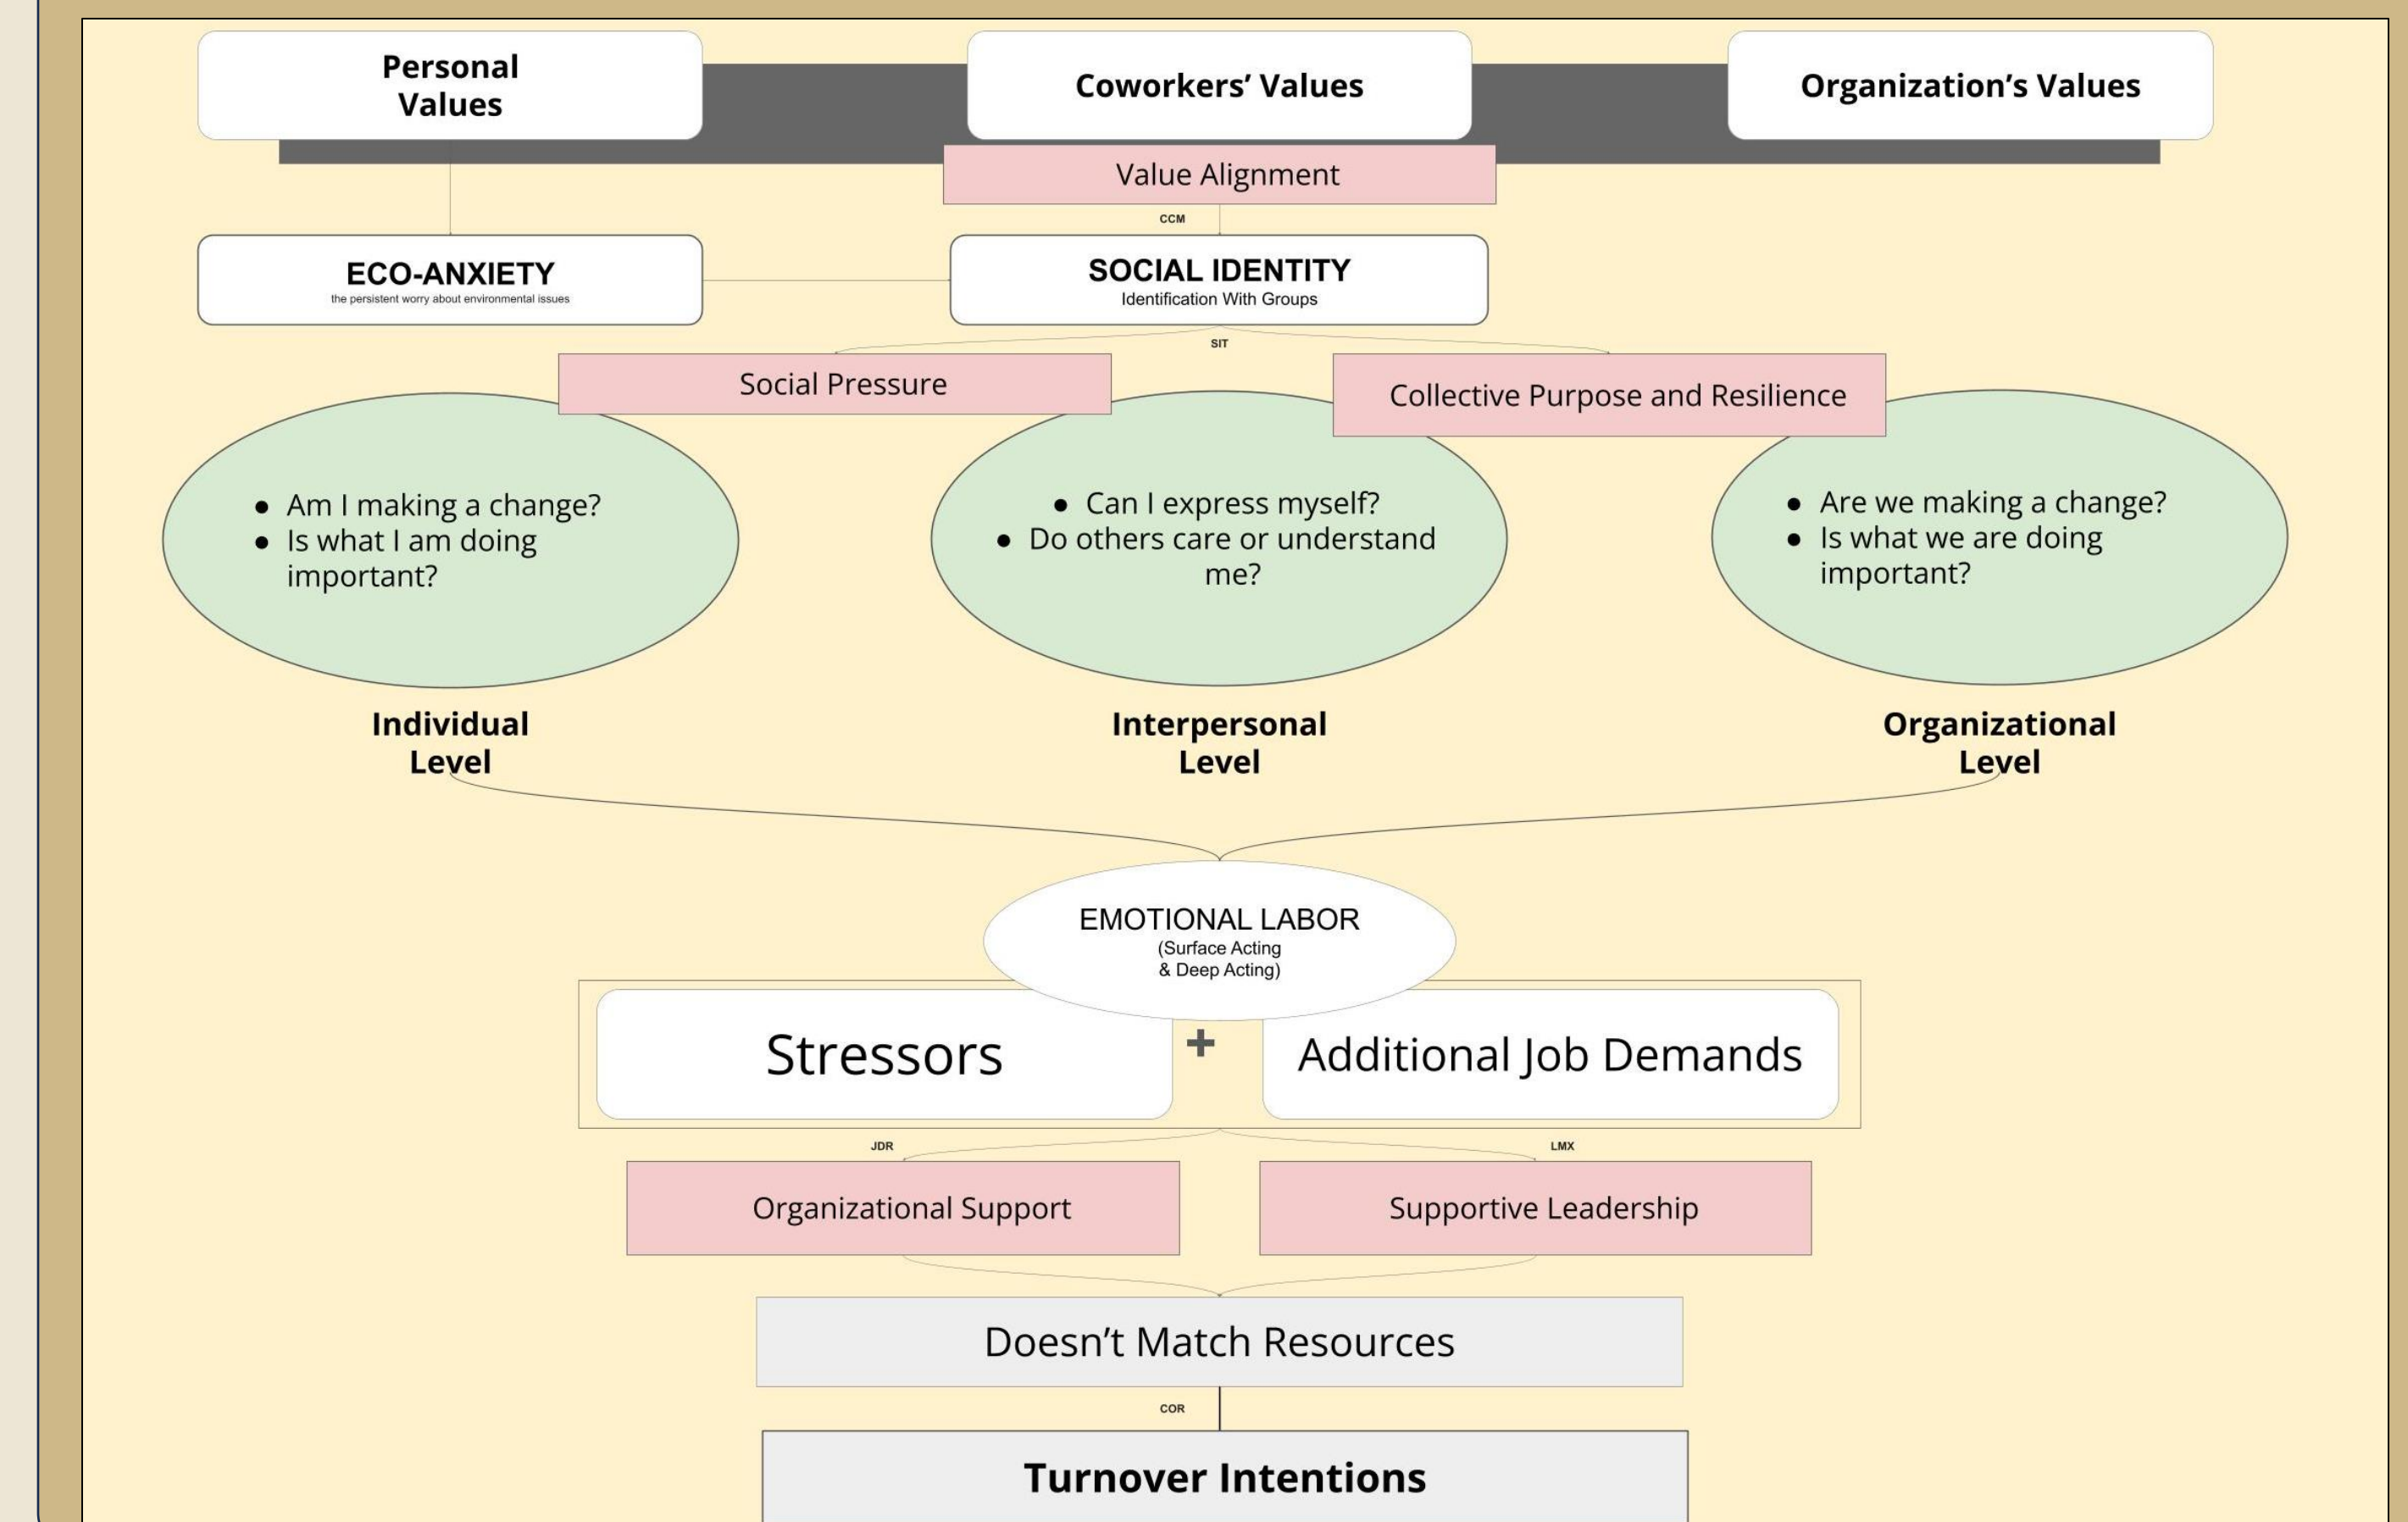 Personal
Values
Coworkers’ Values
Organization’s Values
Value Alignment
CCM
ECO-ANXIETY
the persistent worry about environmental issues
SOCIAL IDENTITY
Identification With Groups
SIT
Social Pressure
Collective Purpose and Resilience
● Am I making a change?
● Is what I am doing
important?
● Can I express myself?
● Do others care or understand
me?
● Are we making a change?
● Is what we are doing
important?
Individual
Level
Interpersonal
Level
Organizational
Level
EMOTIONAL LABOR
(Surface Acting
& Deep Acting)
Stressors
+
Additional Job Demands
JDR
LMX
Organizational Support
Supportive Leadership
Doesn’t Match Resources
COR
Turnover Intentions